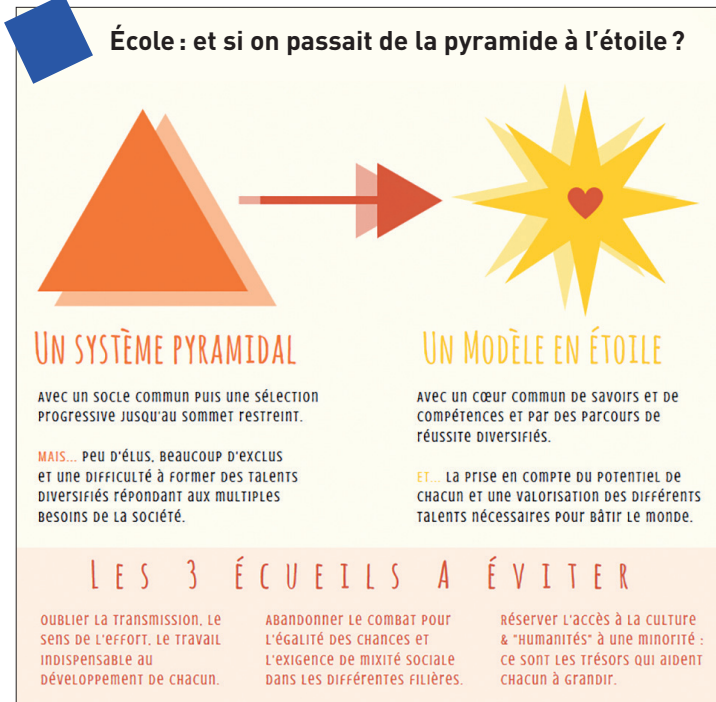 École : et si on passait de la pyramide à l'étoile ?
Un système pyramidal
Avec un socle commun puis une sélection
progressive jusqu'au sommet restreint.
MAIS... peu d'élus, beaucoup d'exclus
et une difficulté à former des talents
diversifiés répondant aux multiples
besoins de la société.
Un Modèle en étoile
Avec un cœur commun de savoirs et de
compétences et par des parcours de
réussite diversifiés.
ET... La prise en compte du potentiel de
chacun et une valorisation des différents
talents nécessaires pour bâtir le monde.
Les 3 écueils a éviter
Oublier la transmission, le
sens de l'effort, le travail
indispensable au
développement de chacun.
Abandonner le combat pour
l'égalité des chances et
l'exigence de mixité sociale
dans les différentes filières.
Réserver l'accès à la culture
& "humanités" à une minorité :
ce sont les trésors qui aident
chacun à grandir.